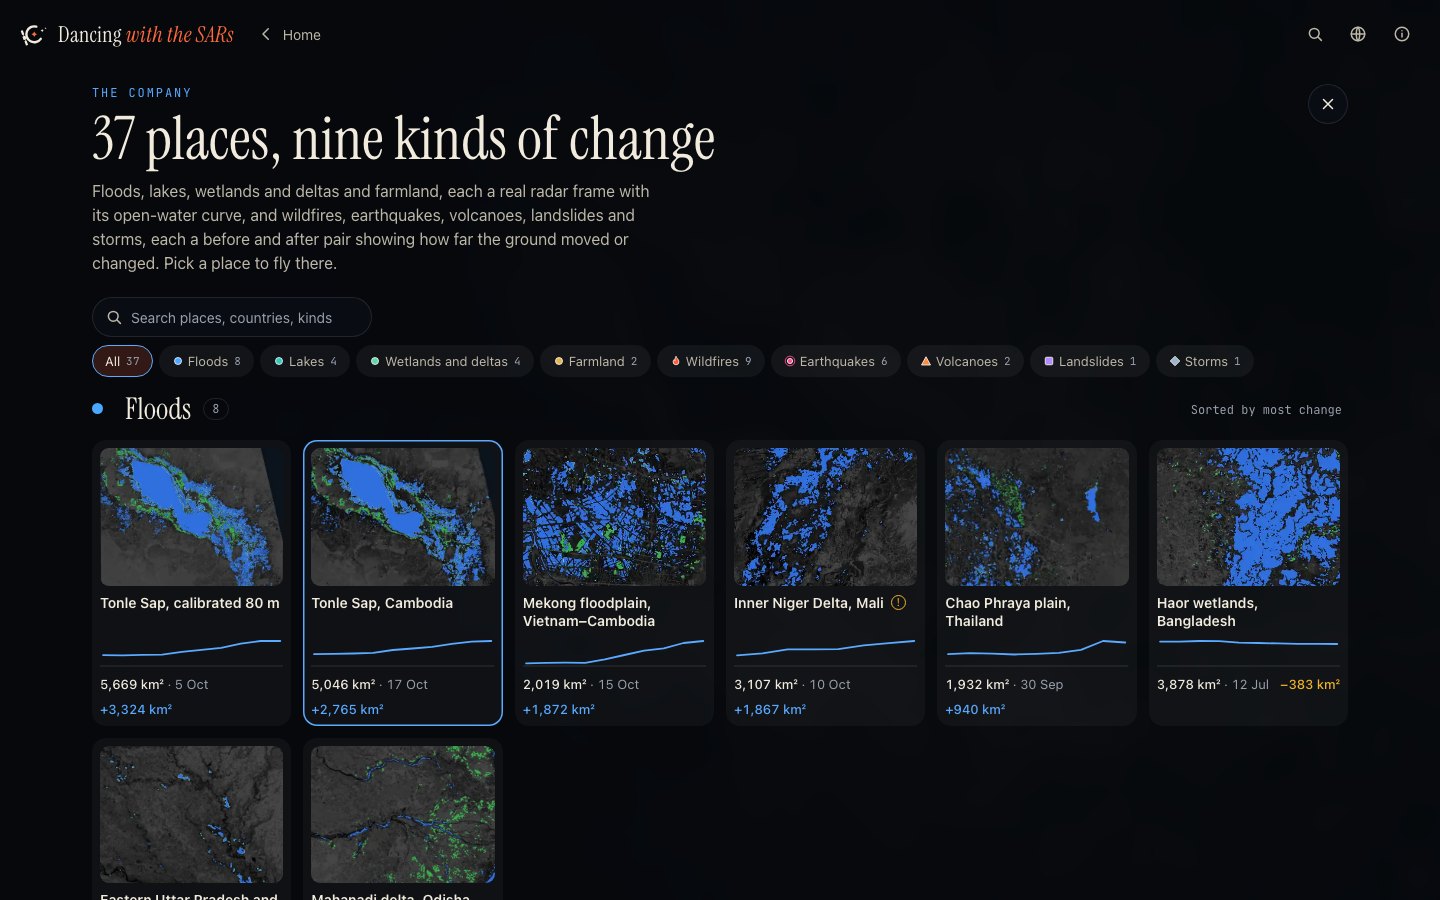 Dancing with the SARs
Home
THE COMPANY
37 places, nine kinds of change
Floods, lakes, wetlands and deltas and farmland, each a real radar frame with
its open-water curve, and wildfires, earthquakes, volcanoes, landslides and
storms, each a before and after pair showing how far the ground moved or
changed. Pick a place to fly there.
Search places, countries, kinds
All 37
Floods 8
Lakes 4
Wetlands and deltas 4
Farmland 2
Wildfires 9
Earthquakes 6
Volcanoes 2
Landslides 1
Storms 1
Floods 8
Sorted by most change
Tonle Sap, calibrated 80 m
5,669 km² · 5 Oct
+3,324 km²
Tonle Sap, Cambodia
5,046 km² · 17 Oct
+2,765 km²
Mekong floodplain,
Vietnam–Cambodia
2,019 km² · 15 Oct
+1,872 km²
Inner Niger Delta, Mali
3,107 km² · 10 Oct
+1,867 km²
Chao Phraya plain,
Thailand
1,932 km² · 30 Sep
+940 km²
Haor wetlands,
Bangladesh
3,878 km² · 12 Jul −383 km²
Eastern Uttar Pradesh and
Mahanadi delta, Odisha